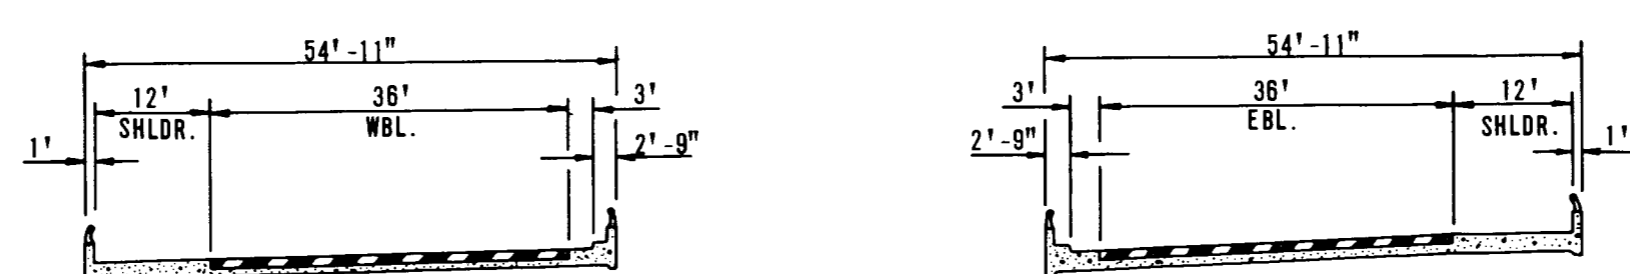 54'-11"
12' 36' 3'
SHLDR. WBL.
1' 2'-9"
54'-11"
3' 36' 12'
EBL. SHLDR.
2'-9" 1'